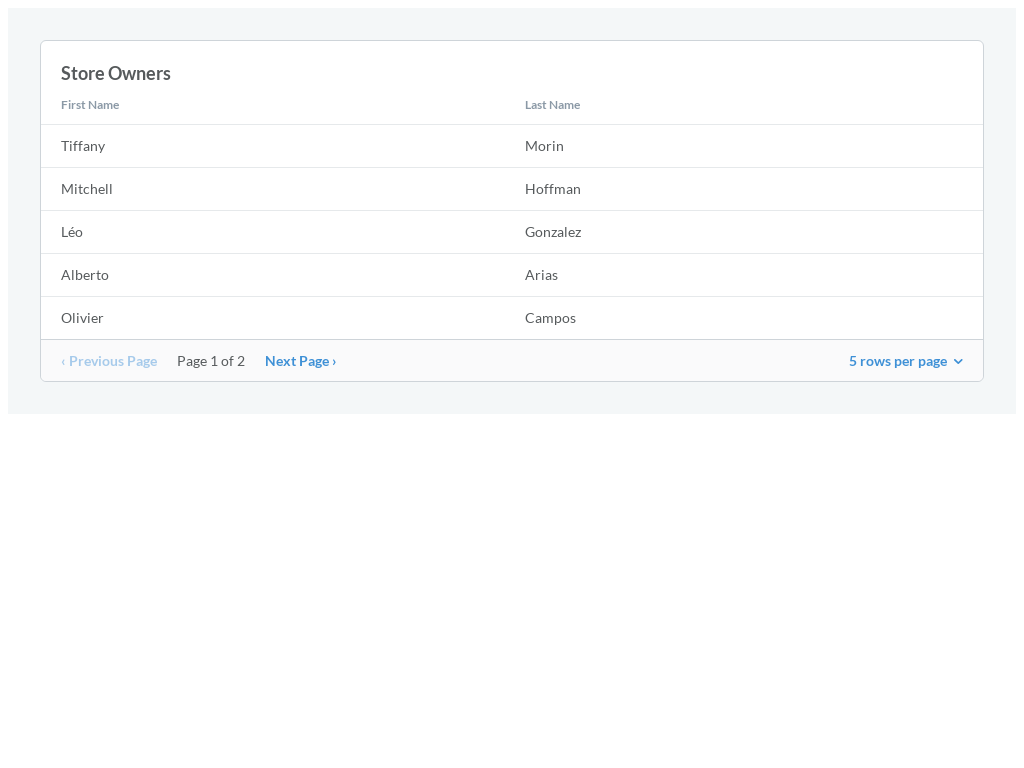 Store Owners
First Name Last Name
Tiffany Morin
Mitchell Hoffman
Léo Gonzalez
Alberto Arias
Olivier Campos
‹ Previous Page Page 1 of 2 Next Page › 5 rows per page